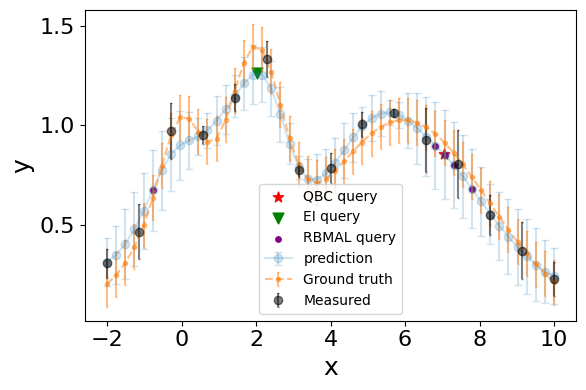 1.5
1.0
0.5
y
QBC query
EI query
RBMAL query
prediction
Ground truth
Measured
−2 0 2 4 6 8 10
x